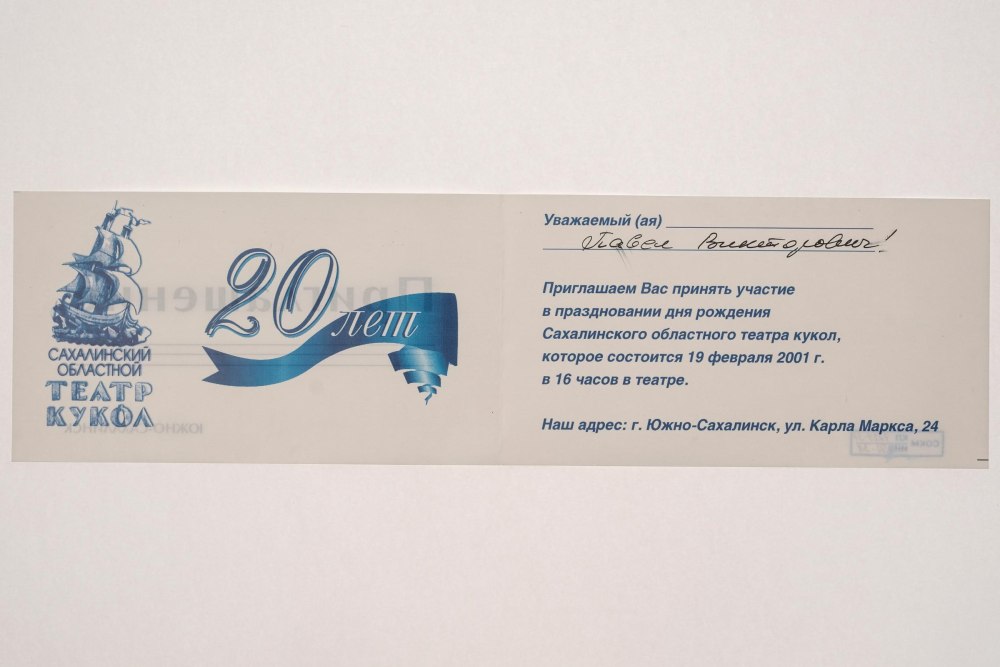 САХАЛИНСКИЙ
ОБЛАСТНОЙ
ТЕАТР
КУКОЛ
20 лет
Уважаемый (ая)
Павел Викторович!
Приглашаем Вас принять участие
в праздновании дня рождения
Сахалинского областного театра кукол,
которое состоится 19 февраля 2001 г.
в 16 часов в театре.
Наш адрес: г. Южно-Сахалинск, ул. Карла Маркса, 24